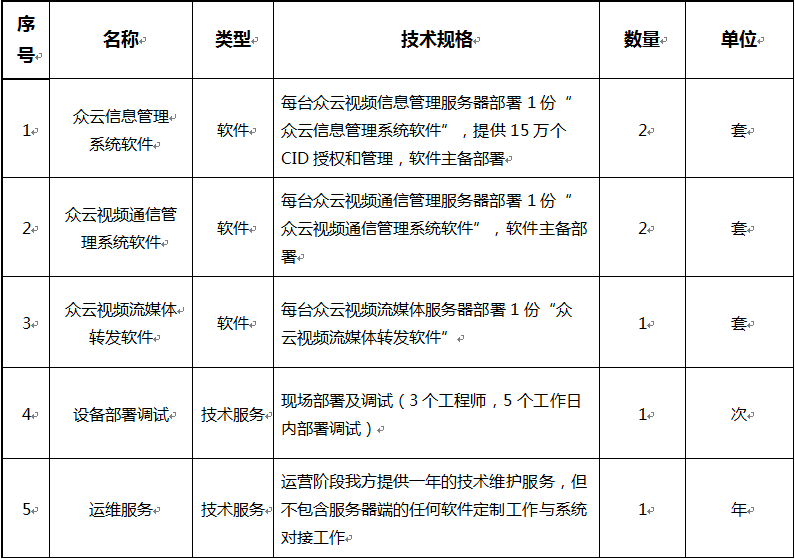 序号 名称 类型 技术规格 数量 单位
1 众云信息管理系统软件 软件 每台众云视频信息管理服务器部署 1 份“众云信息管理系统软件”，提供 15 万个 CID 授权和管理，软件主备部署 2 套
2 众云视频通信管理系统软件 软件 每台众云视频通信管理服务器部署 1 份“众云视频通信管理系统软件”，软件主备部署 2 套
3 众云视频流媒体转发软件 软件 每台众云视频流媒体服务器部署 1 份“众云视频流媒体转发软件” 1 套
4 设备部署调试 技术服务 现场部署及调试（3 个工程师，5 个工作日内部署调试） 1 次
5 运维服务 技术服务 运营阶段我方提供一年的技术维护服务，但不包含服务器端的任何软件定制工作与系统对接工作 1 年